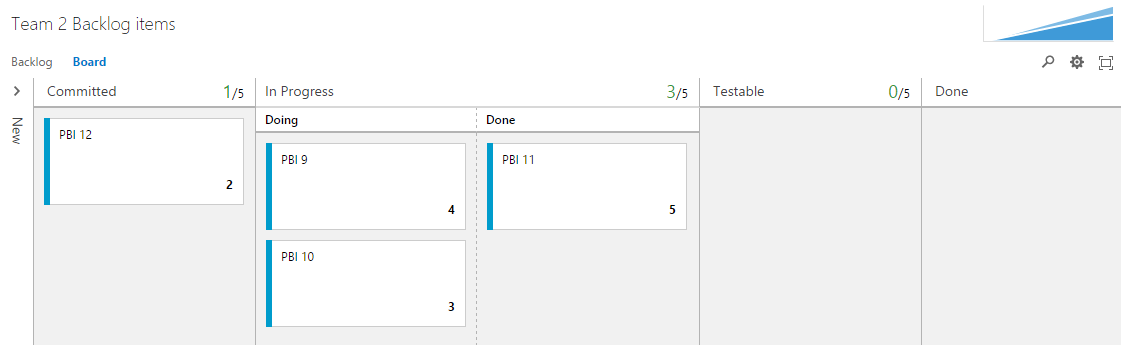 Team 2 Backlog items
Backlog Board
New
Committed 1/5
In Progress 3/5
Testable 0/5
Done
Doing
Done
PBI 12
2
PBI 9
4
PBI 11
5
PBI 10
3